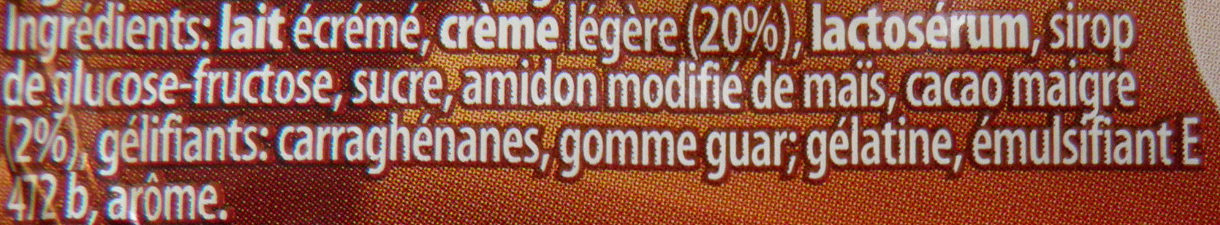 Ingrédients: lait écrémé, crème légère (20%), lactosérum, sirop
de glucose-fructose, sucre, amidon modifié de maïs, cacao maigre
(2%), gélifiants: carraghénanes, gomme guar; gélatine, émulsifiant E
472 b, arôme.